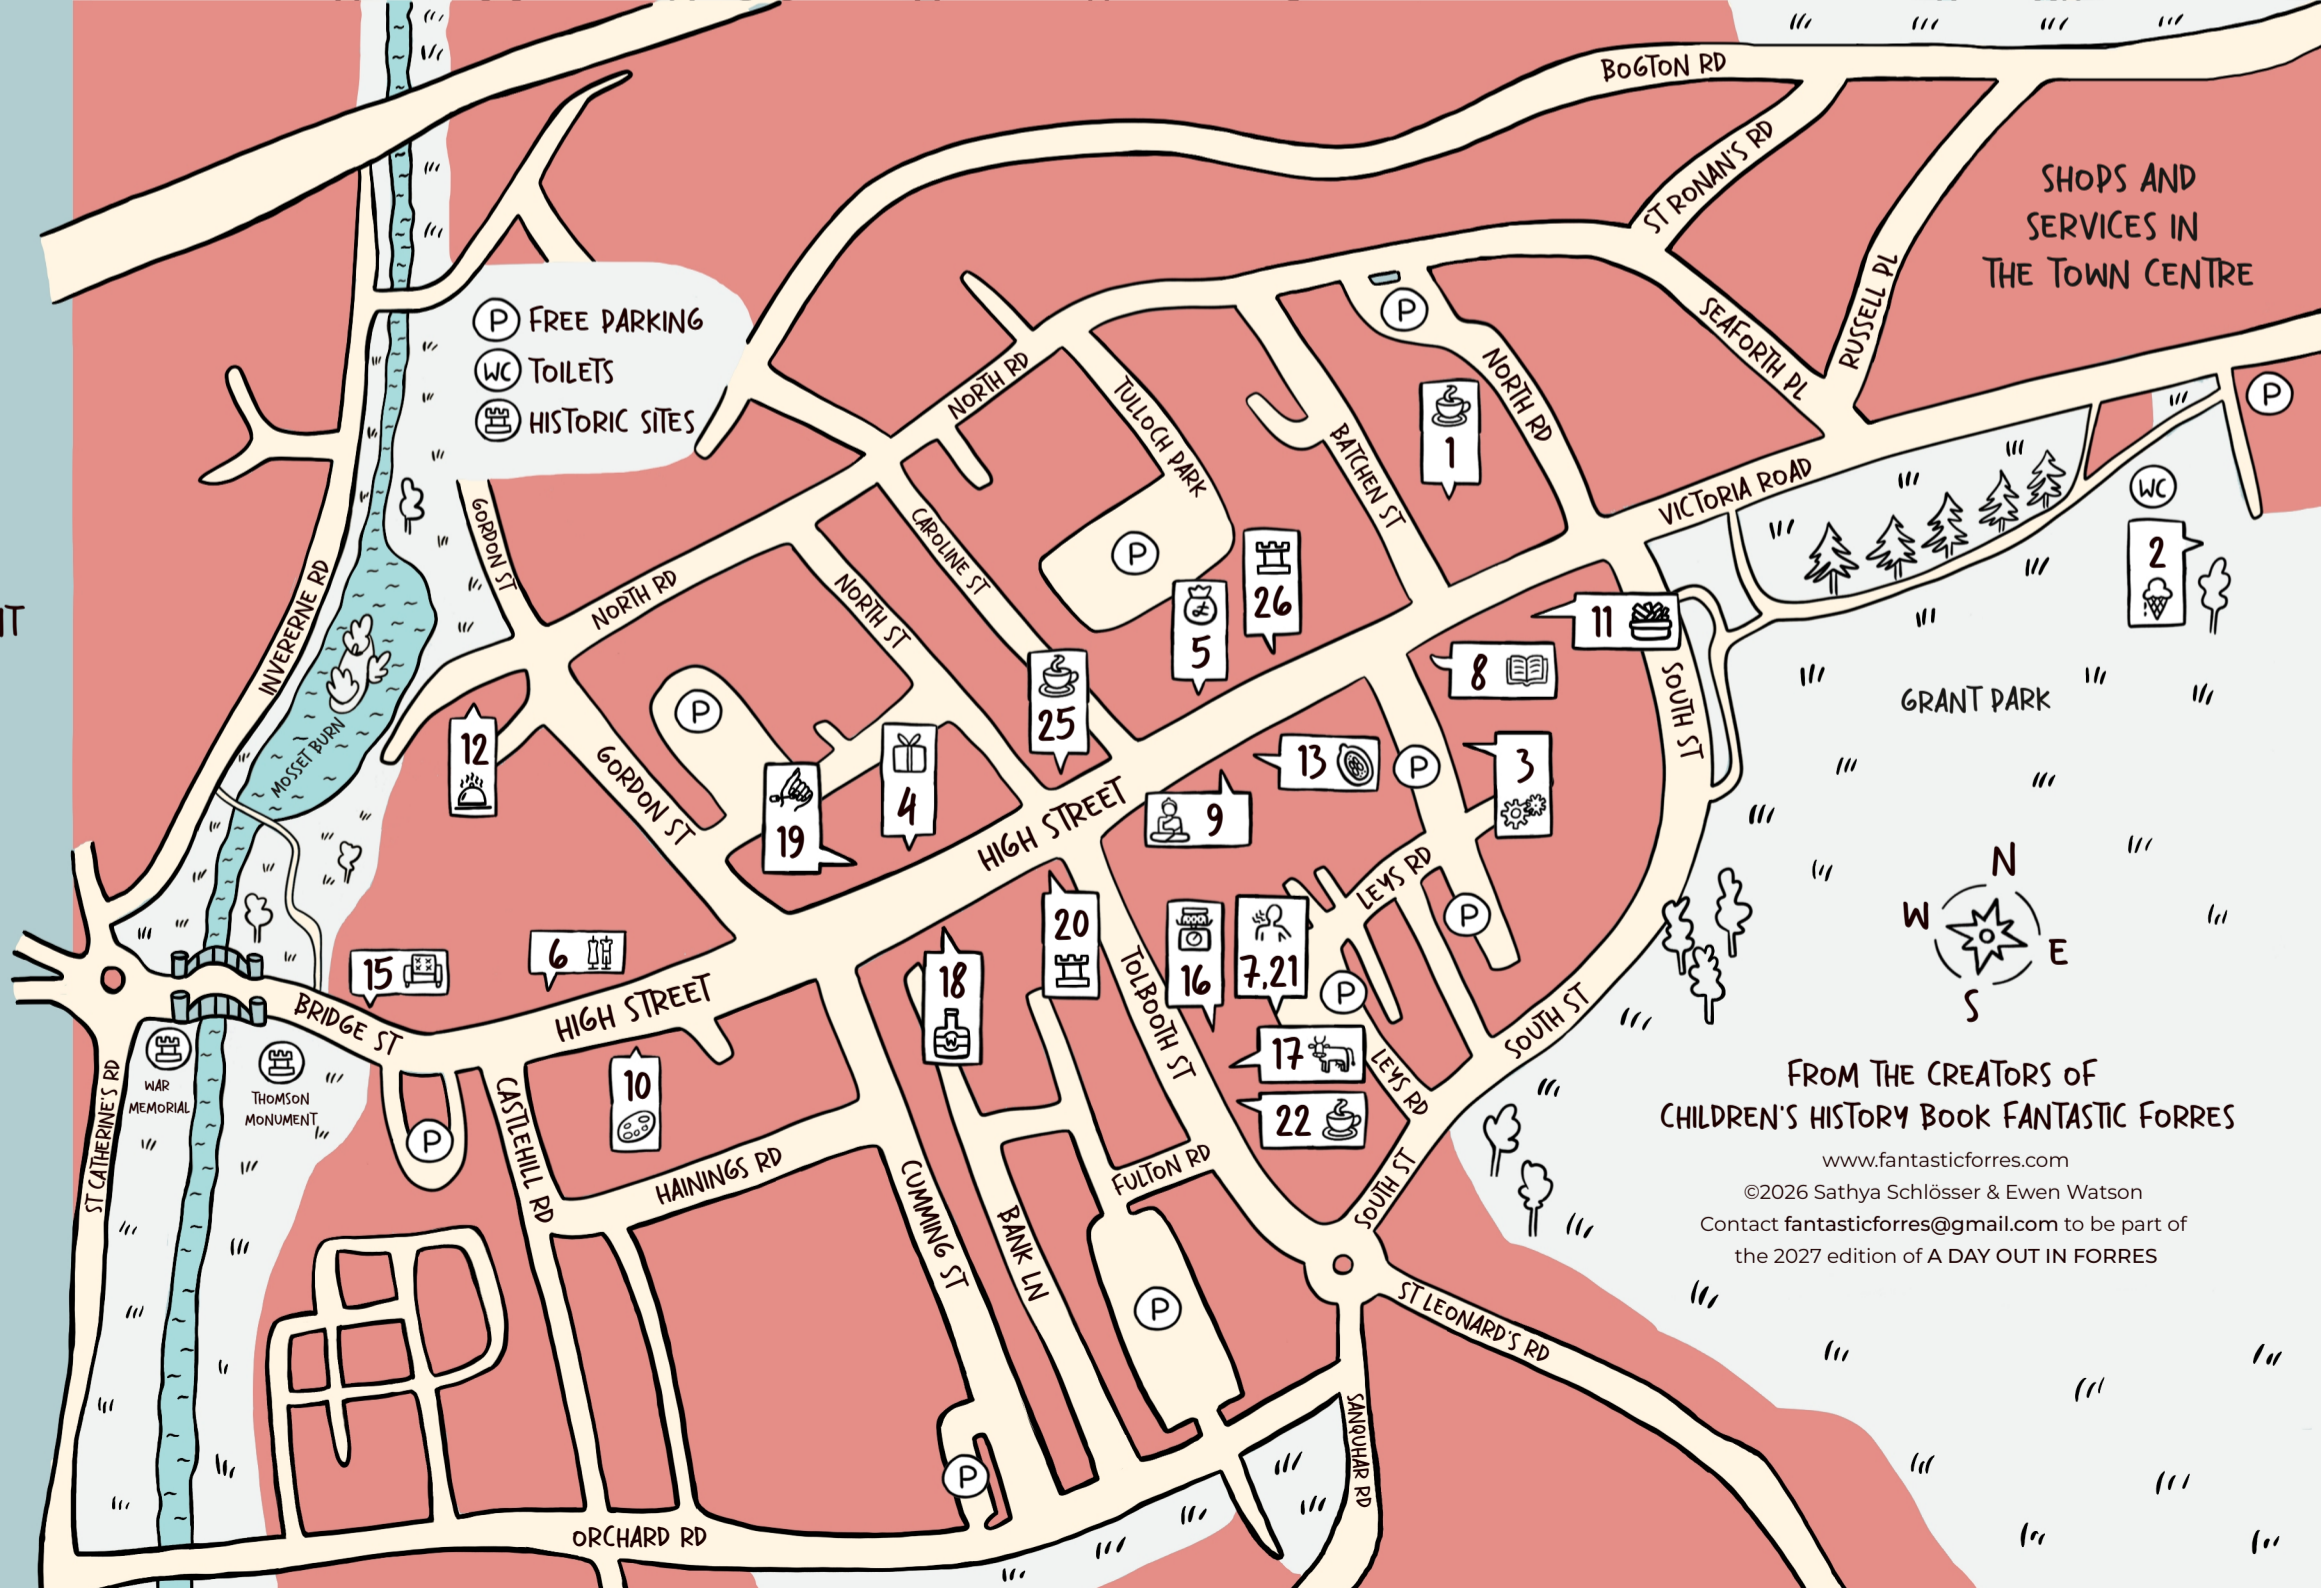 BOGTON RD
ST RONAN'S RD
SHOPS AND
SERVICES IN
THE TOWN CENTRE
RUSSELL PL
SEAFORTH PL
P FREE PARKING
WC TOILETS
HISTORIC SITES
P
P
NORTH RD
TULLOCH PARK
NORTH RD
BATCHEN ST
1
VICTORIA ROAD
WC
2
GORDON ST
CAROLINE ST
P
26
5
INVERERNE RD
NORTH RD
NORTH ST
11
8
SOUTH ST
GRANT PARK
P
25
12
MOSSET BURN
GORDON ST
19
4
13
P
3
9
HIGH STREET
LEYS RD
P
N
W
E
S
20
TOLBOOTH ST
16
7,21
P
15
6
18
BRIDGE ST
HIGH STREET
17
LEYS RD
SOUTH ST
22
10
WAR
MEMORIAL
THOMSON
MONUMENT
P
CASTLEHILL RD
ST CATHERINE'S RD
HAININGS RD
CUMMING ST
BANK LN
FULTON RD
SOUTH ST
FROM THE CREATORS OF
CHILDREN'S HISTORY BOOK FANTASTIC FORRES
www.fantasticforres.com
©2026 Sathya Schlösser & Ewen Watson
Contact fantasticforres@gmail.com to be part of
the 2027 edition of A DAY OUT IN FORRES
P
ST LEONARD'S RD
SANQUHAR RD
P
ORCHARD RD